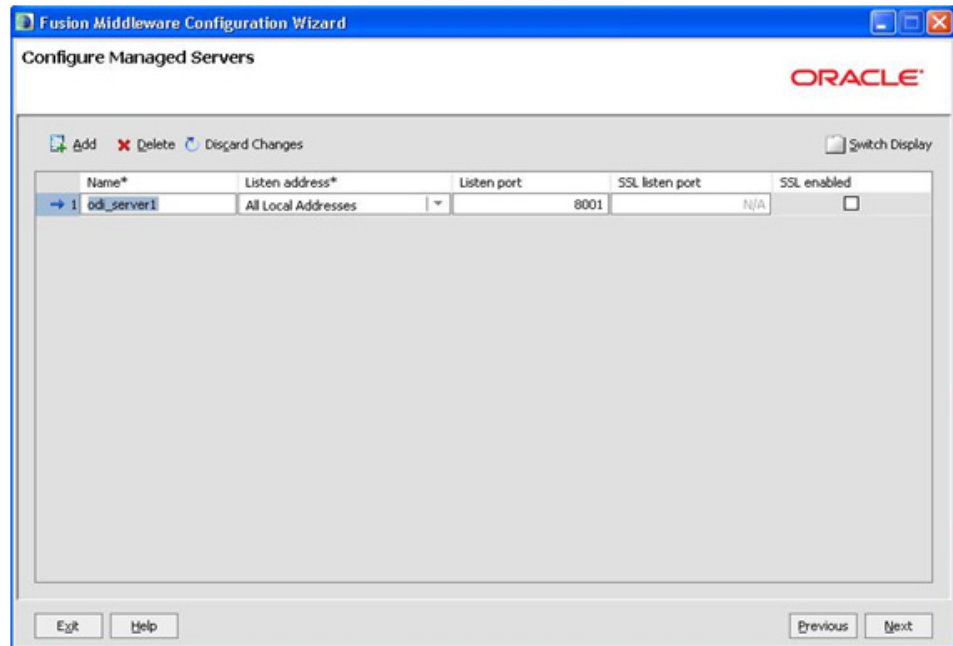 Fusion Middleware Configuration Wizard
Configure Managed Servers
ORACLE
Add Delete Discard Changes Switch Display
Name* Listen address* Listen port SSL listen port SSL enabled
1 odi_server1 All Local Addresses 8001 N/A
Exit Help Previous Next